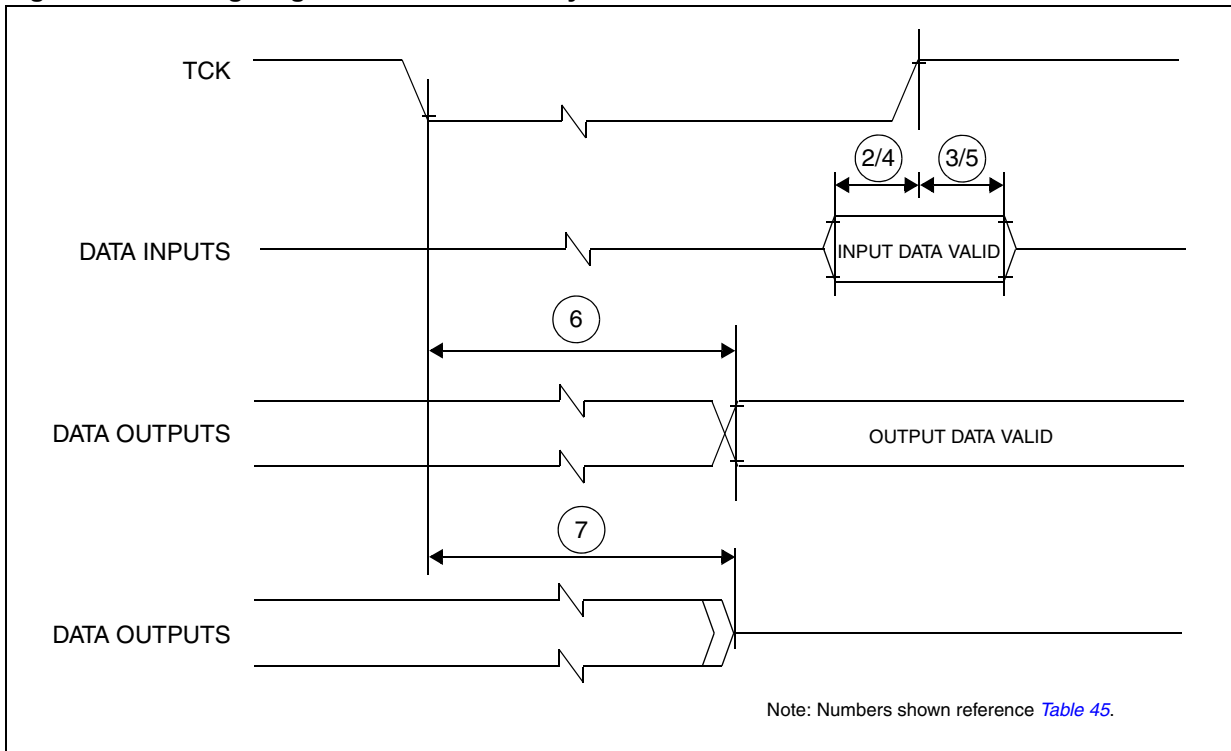 TCK
2/4
3/5
DATA INPUTS
INPUT DATA VALID
6
DATA OUTPUTS
OUTPUT DATA VALID
7
DATA OUTPUTS
Note: Numbers shown reference Table 45.